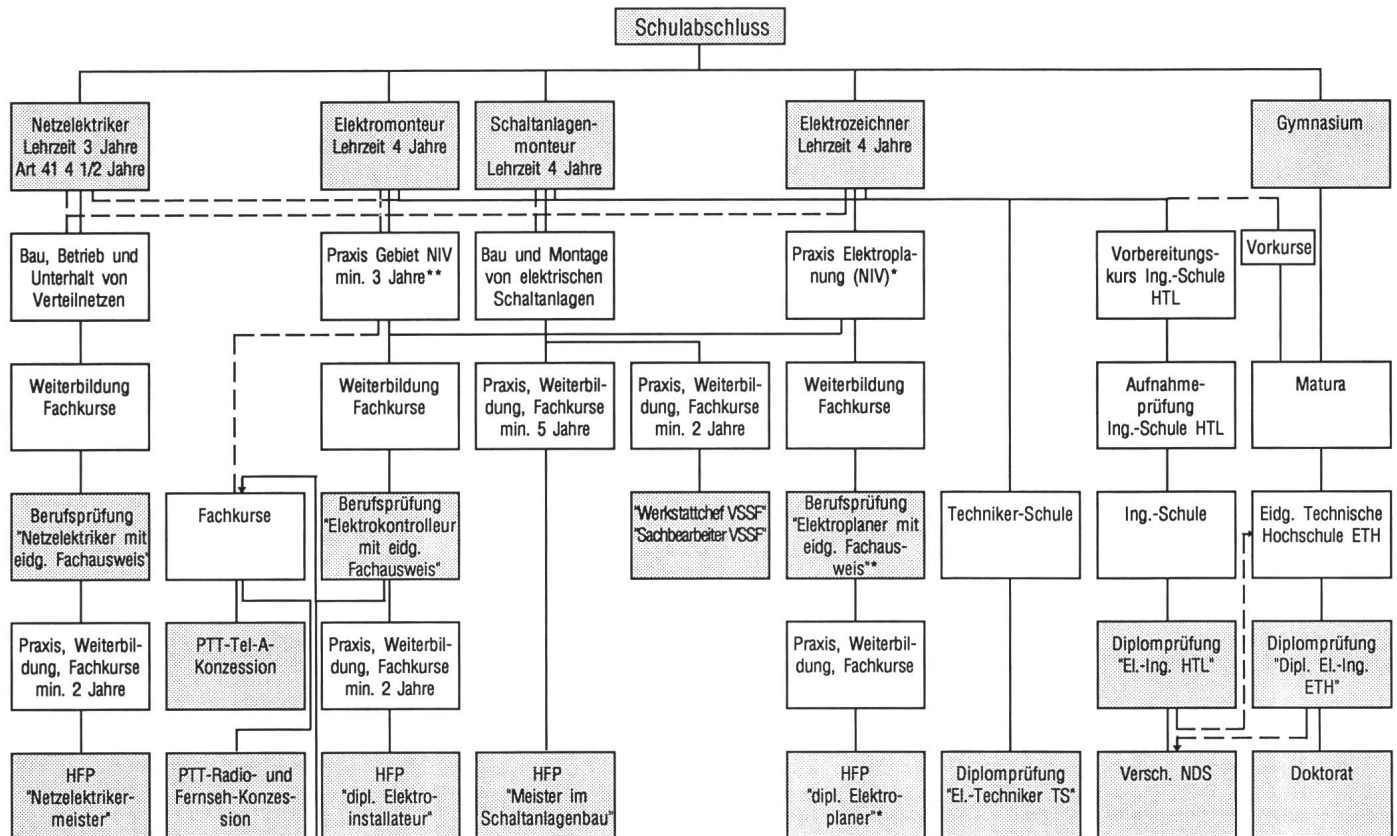 Schulabschluss
Netzelektriker
Lehrzeit 3 Jahre
Art 41 4 1/2 Jahre
Elektromonteur
Lehrzeit 4 Jahre
Schaltanlagen-
monteur
Lehrzeit 4 Jahre
Elektrozeichner
Lehrzeit 4 Jahre
Gymnasium
Bau, Betrieb und
Unterhalt von
Verteilnetzen
Praxis Gebiet NIV
min. 3 Jahre**
Bau und Montage
von elektrischen
Schaltanlagen
Praxis Elektropla-
nung (NIV)*
Vorbereitungs-
kurs Ing.-Schule
HTL
Vorkurse
Weiterbildung
Fachkurse
Weiterbildung
Fachkurse
Praxis, Weiterbil-
dung, Fachkurse
min. 5 Jahre
Praxis, Weiterbil-
dung, Fachkurse
min. 2 Jahre
Weiterbildung
Fachkurse
Aufnahme-
prüfung
Ing.-Schule HTL
Matura
Berufsprüfung
"Netzelektriker mit
eidg. Fachausweis"
Fachkurse
Berufsprüfung
"Elektrokontrolleur
mit eidg.
Fachausweis"
"Werkstattchef VSSF"
"Sachbearbeiter VSSF"
Berufsprüfung
"Elektroplaner mit
eidg. Fachaus-
weis"*
Techniker-Schule
Ing.-Schule
Eidg. Technische
Hochschule ETH
Praxis, Weiterbil-
dung, Fachkurse
min. 2 Jahre
PTT-Tel-A-
Konzession
Praxis, Weiterbil-
dung, Fachkurse
min. 2 Jahre
Praxis, Weiterbil-
dung, Fachkurse
Diplomprüfung
"El.-Ing. HTL"
Diplomprüfung
"Dipl. El.-Ing.
ETH"
HFP
"Netzelektriker-
meister"
PTT-Radio- und
Fernseh-Konzes-
sion
HFP
"dipl. Elektro-
installateur"
HFP
"Meister im
Schaltanlagenbau"
HFP
"dipl. Elektro-
planer"*
Diplomprüfung
"El.-Techniker TS"
Versch. NDS
Doktorat